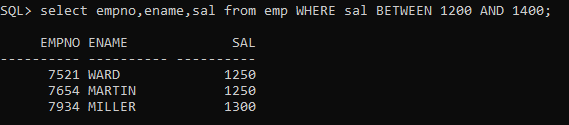 SQL> select empno,ename,sal from emp WHERE sal BETWEEN 1200 AND 1400;
EMPNO ENAME SAL
---------- ---------- ----------
7521 WARD 1250
7654 MARTIN 1250
7934 MILLER 1300